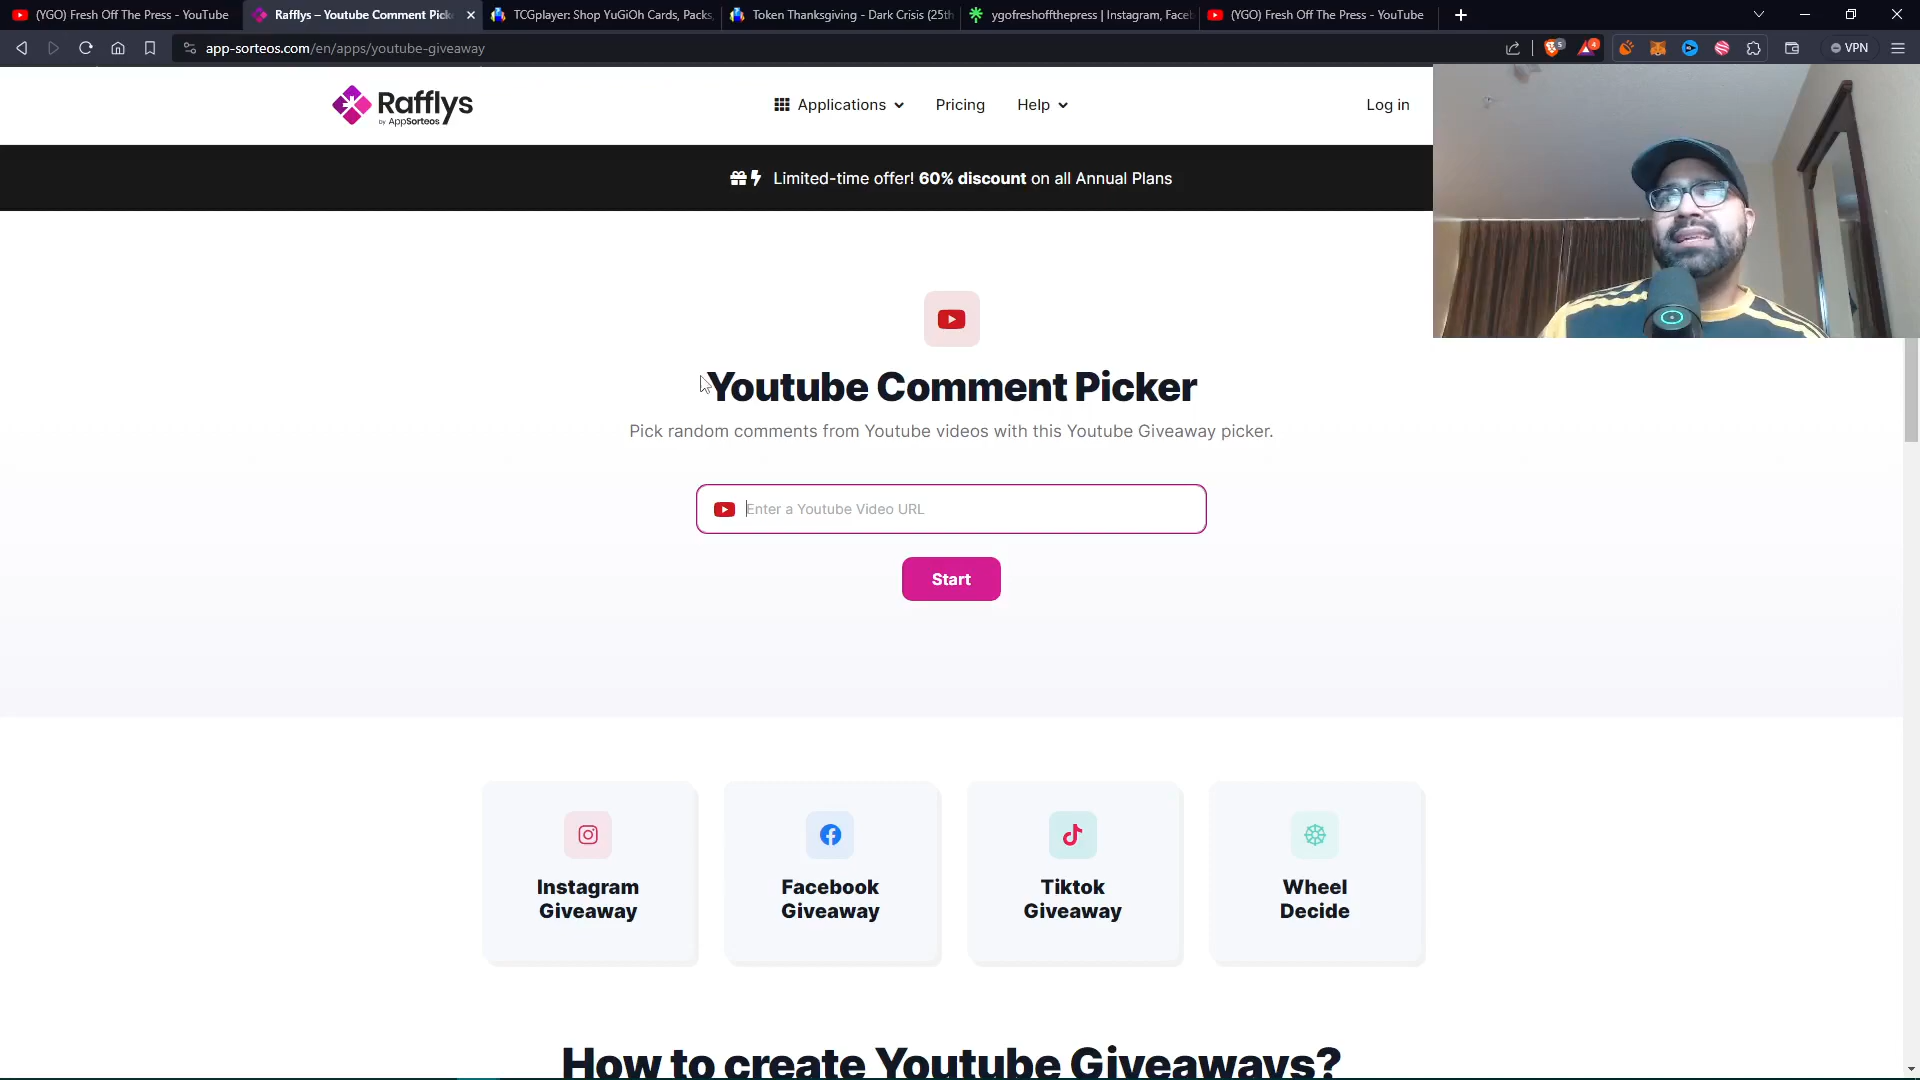 (YGO) Fresh Off The Press - YouTube
Rafflys – Youtube Comment Pick
TCGplayer: Shop YuGiOh Cards, Packs,
Token Thanksgiving - Dark Crisis (25th
ygofreshoffthepress | Instagram, Faceb
(YGO) Fresh Off The Press - YouTube
app-sorteos.com/en/apps/youtube-giveaway
5
4
VPN
Rafflys
by AppSorteos
Applications
Pricing
Help
Log in
Limited-time offer! 60% discount on all Annual Plans
Youtube Comment Picker
Pick random comments from Youtube videos with this Youtube Giveaway picker.
Enter a Youtube Video URL
Start
Instagram
Giveaway
Facebook
Giveaway
Tiktok
Giveaway
Wheel
Decide
How to create Youtube Giveaways?